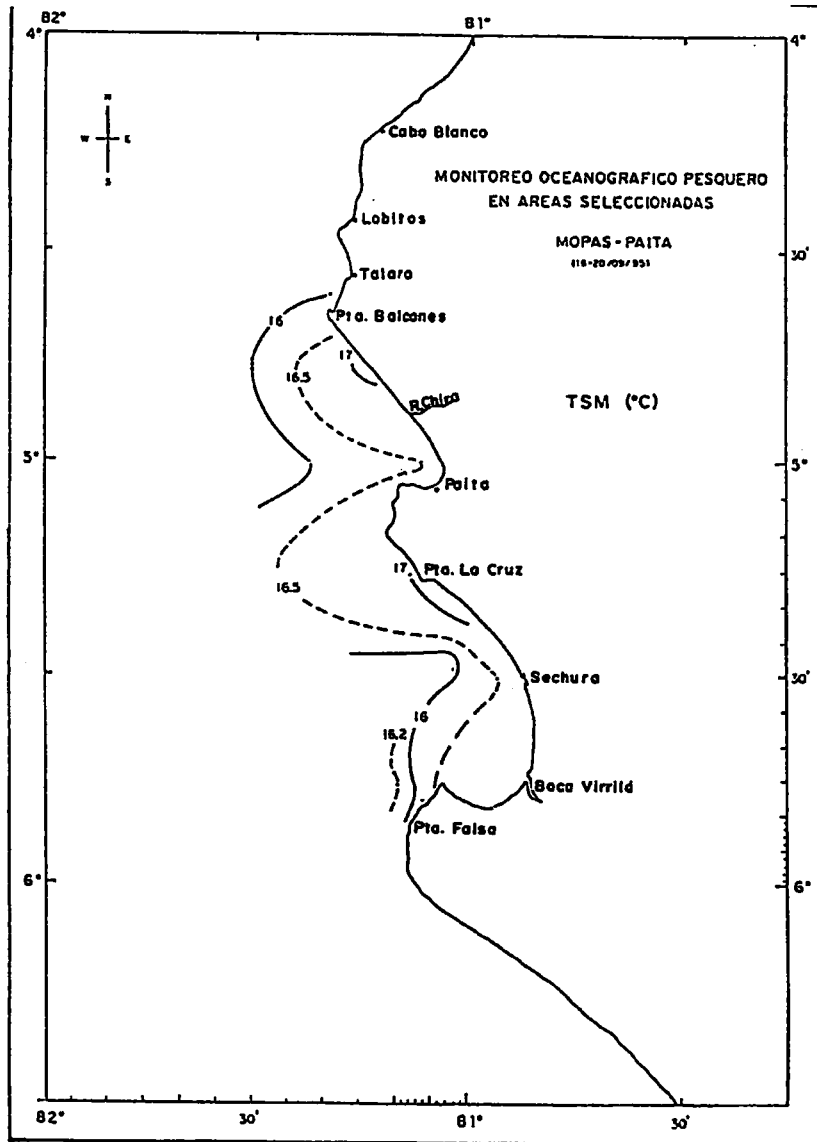 82°
81°
4°
4°
N
W E
S
Cabo Blanco
MONITOREO OCEANOGRAFICO PESQUERO
EN AREAS SELECCIONADAS
MOPAS-PAITA
Lobitos
30'
Talara
16
Pta. Balcones
17
16.5
R. Chira
TSM (°C)
5°
5°
Paita
17
Pta. La Cruz
16.5
Sechura
30'
16
16.2
Boca Virrilá
Pta. Falsa
6°
6°
82°
30'
81°
30'